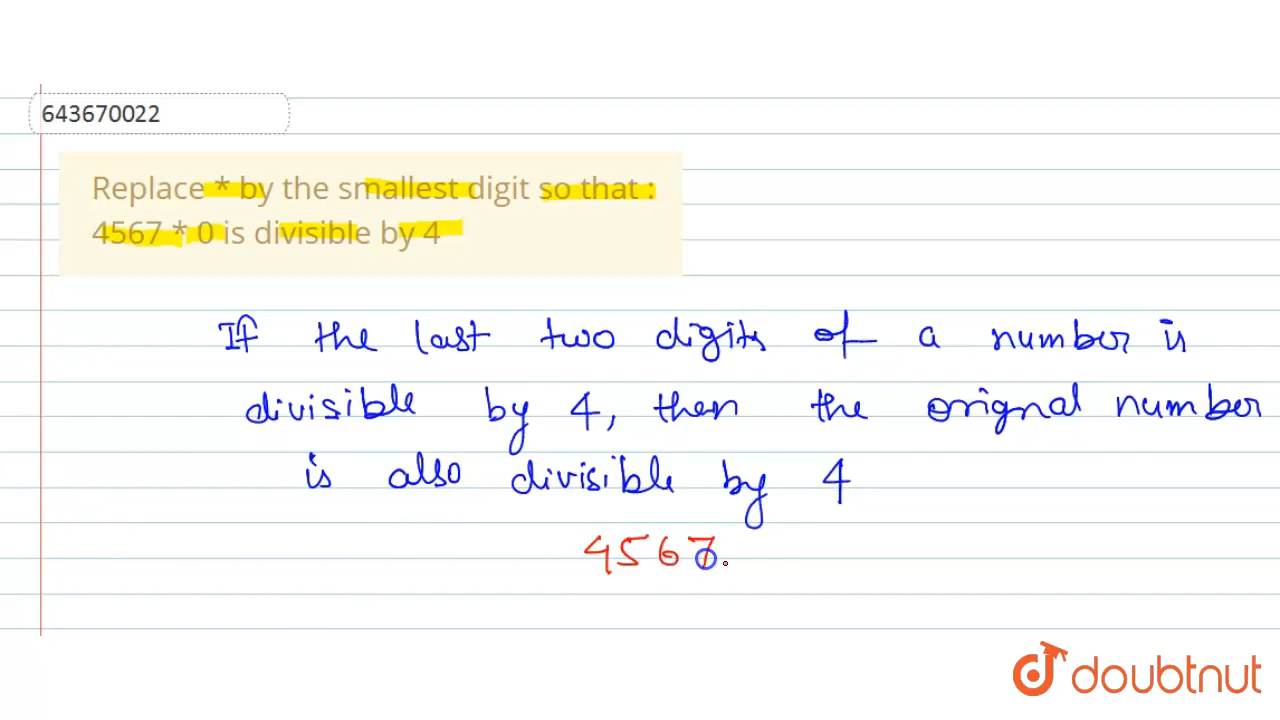 643670022
Replace * by the smallest digit so that :
4567 * 0 is divisible by 4
If the last two digits of a number is
divisible by 4, then the orignal number
is also divisible by 4
4567
doubtnut